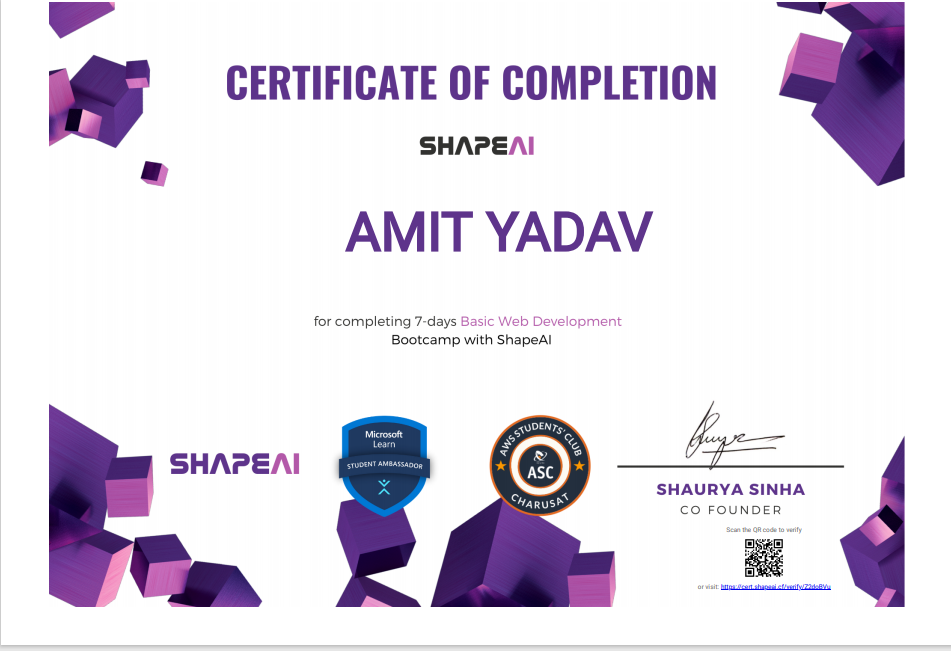 CERTIFICATE OF COMPLETION
SHAPEAI
AMIT YADAV
for completing 7-days Basic Web Development
Bootcamp with ShapeAI
SHAPEAI
Microsoft
Learn
STUDENT AMBASSADOR
AWS STUDENTS' CLUB
ASC
CHARUSAT
SHAURYA SINHA
CO FOUNDER
Scan the QR code to verify
or visit: https://cert.shapeai.cf/verify/Z2doBVu